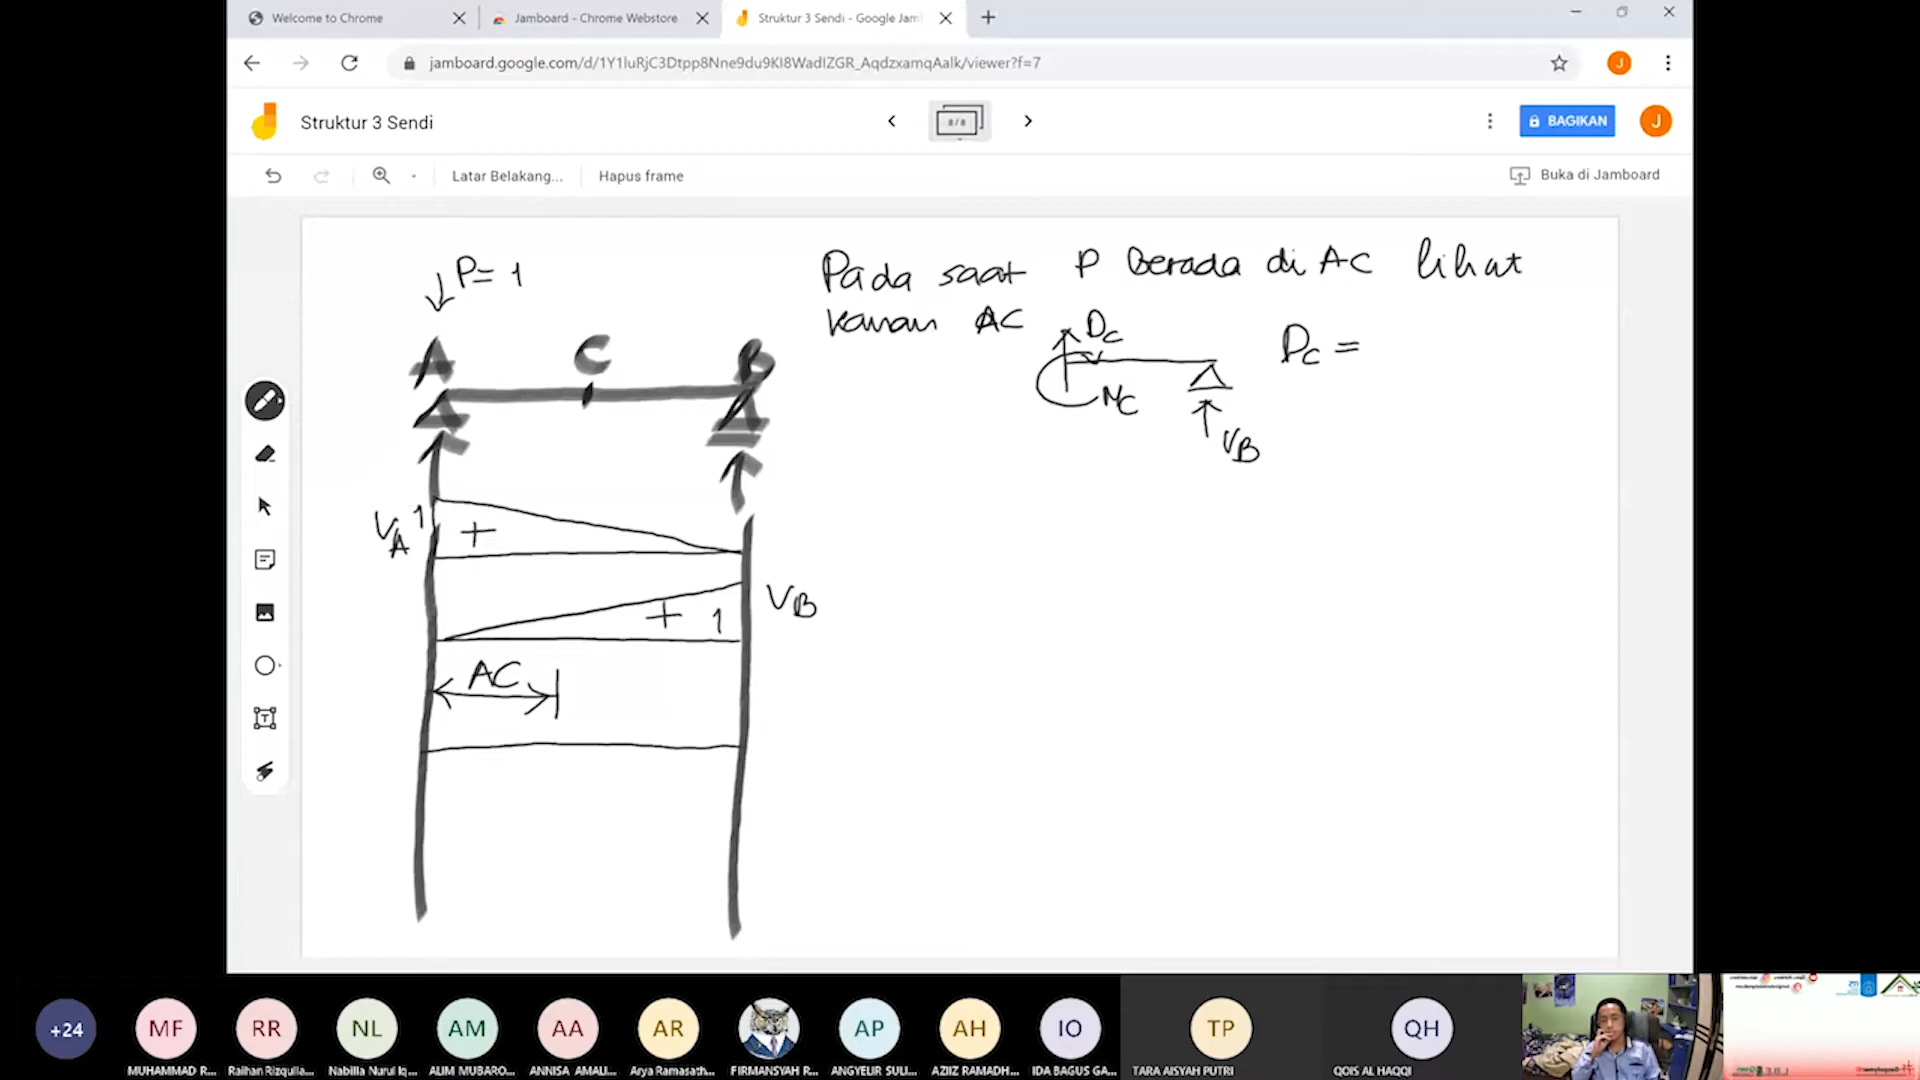 Welcome to Chrome
Jamboard - Chrome Webstore
Struktur 3 Sendi - Google Jam
jamboard.google.com/d/1Y1luRjC3Dtpp8Nne9du9KI8WadIZGR_AqdzxamqAalk/viewer?f=7
J
Struktur 3 Sendi
8/8
BAGIKAN
J
Latar Belakang...
Hapus frame
Buka di Jamboard
P= 1
Pada saat P berada di AC lihat
kanan AC
A C B
DC
DC =
MC
VB
VA 1
+
+ 1 VB
AC
+24
MF
RR
NL
AM
AA
AR
AP
AH
IO
TP
QH
MUHAMMAD R...
Raihan Rizqulla...
Nabilla Nurul Iq...
ALIM MUBARO...
ANNISA AMALI...
Arya Ramasath...
FIRMANSYAH R...
ANGYELIR SULI...
AZIIZ RAMADH...
IDA BAGUS GA...
TARA AISYAH PUTRI
QOIS AL HAQQI